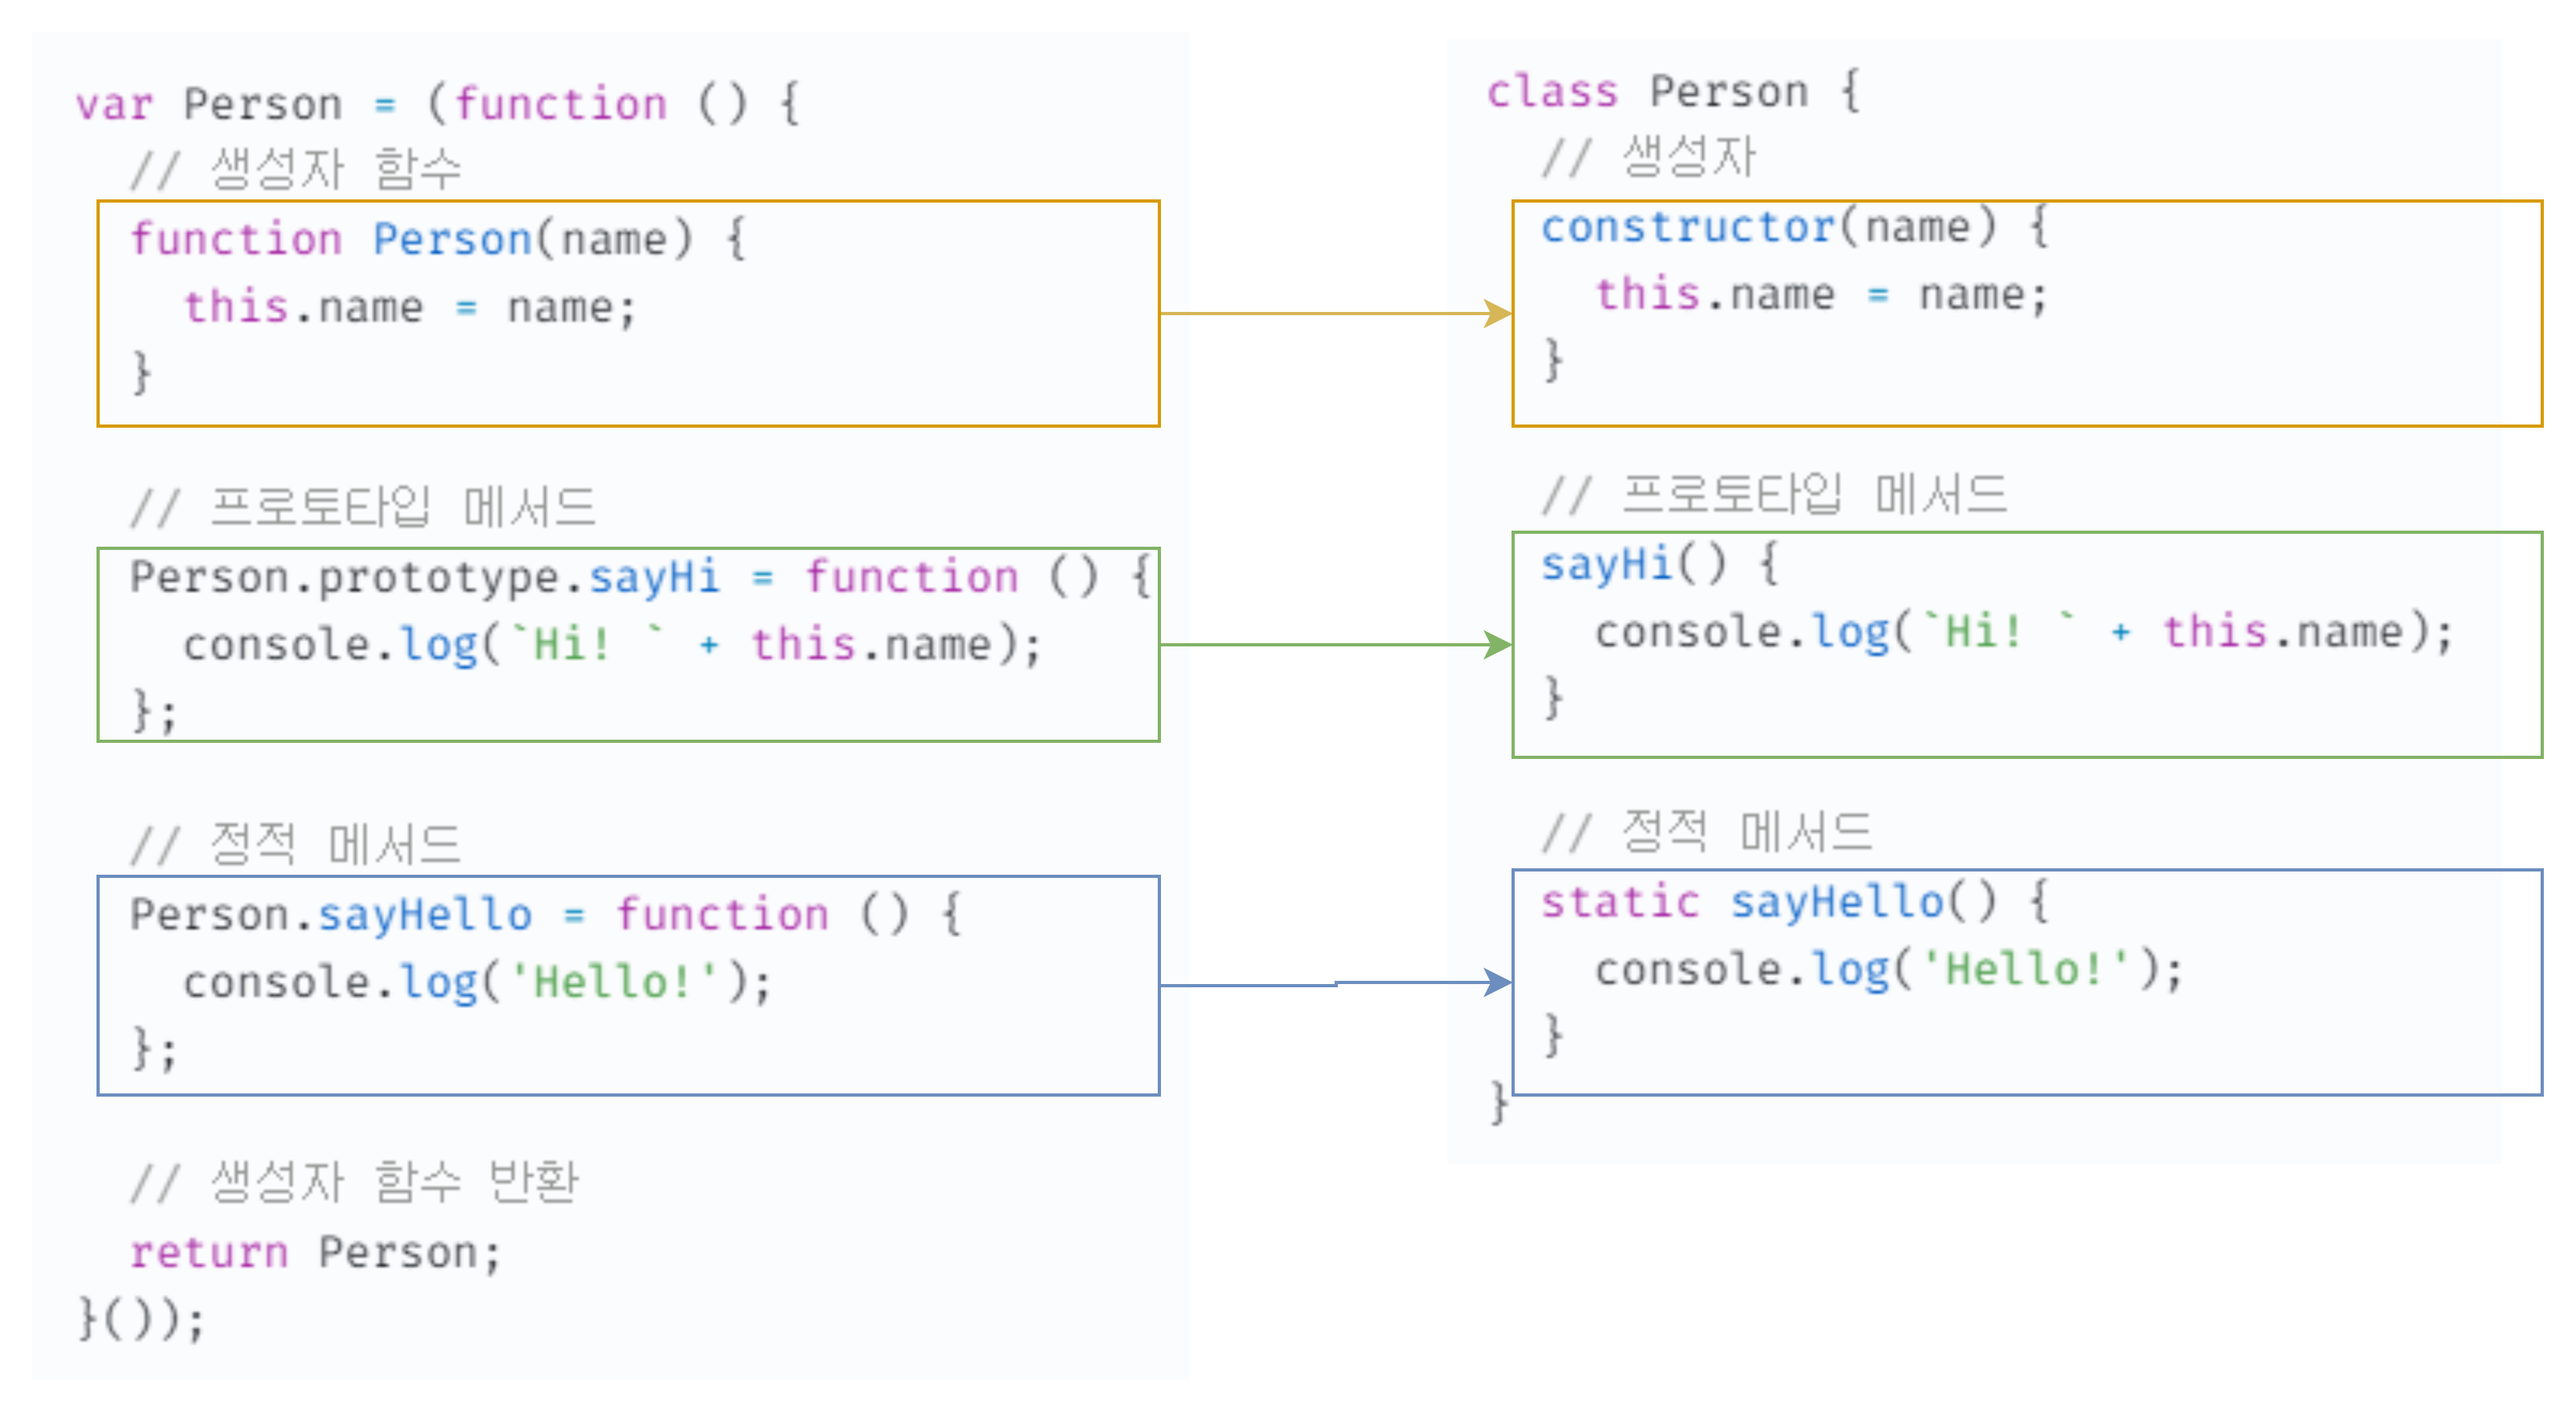 var Person = (function () {
  // 생성자 함수
  function Person(name) {
    this.name = name;
  }
  // 프로토타입 메서드
  Person.prototype.sayHi = function () {
    console.log(`Hi! ` + this.name);
  };
  // 정적 메서드
  Person.sayHello = function () {
    console.log('Hello!');
  };
  // 생성자 함수 반환
  return Person;
}());
class Person {
  // 생성자
  constructor(name) {
    this.name = name;
  }
  // 프로토타입 메서드
  sayHi() {
    console.log(`Hi! ` + this.name);
  }
  // 정적 메서드
  static sayHello() {
    console.log('Hello!');
  }
}